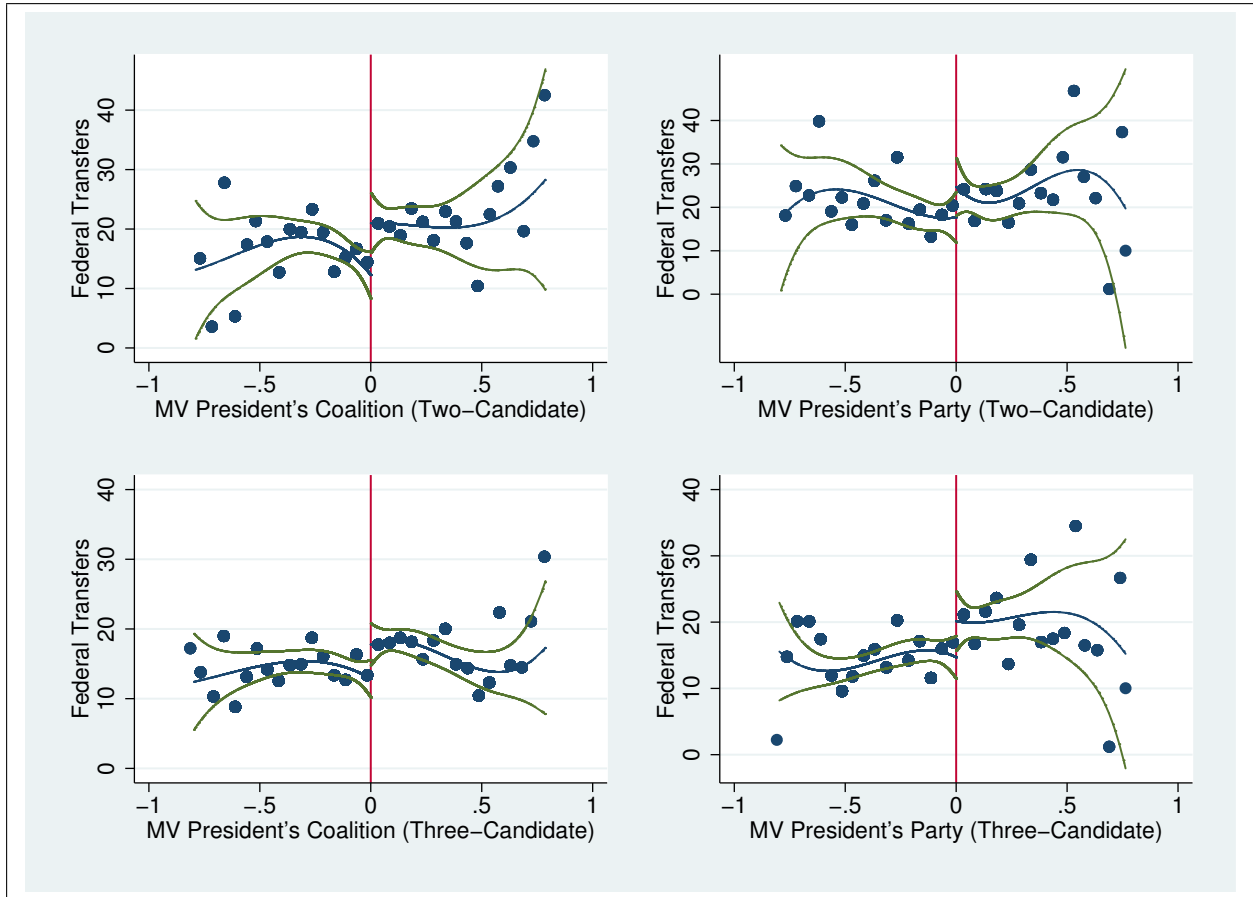 Federal Transfers
0 10 20 30 40
−1 −.5 0 .5 1
MV President's Coalition (Two−Candidate)
Federal Transfers
0 10 20 30 40
−1 −.5 0 .5 1
MV President's Party (Two−Candidate)
Federal Transfers
0 10 20 30 40
−1 −.5 0 .5 1
MV President's Coalition (Three−Candidate)
Federal Transfers
0 10 20 30 40
−1 −.5 0 .5 1
MV President's Party (Three−Candidate)